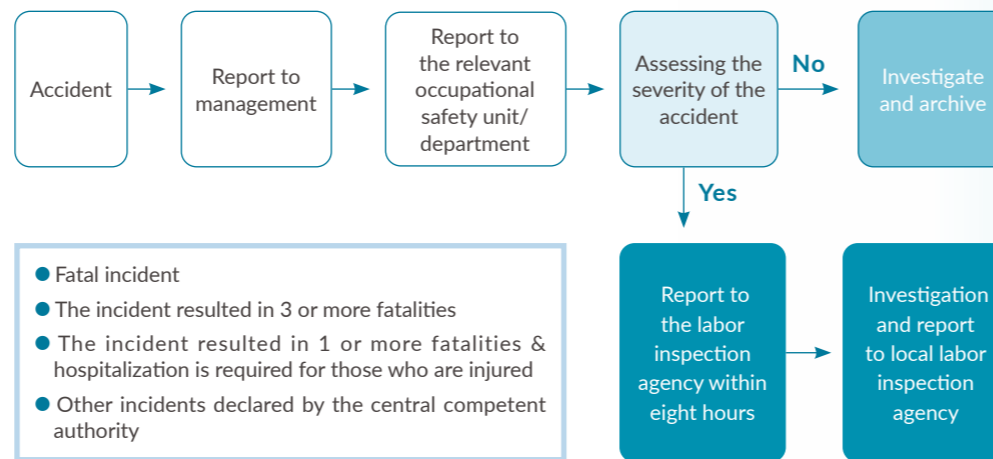 Accident
Report to
management
Report to
the relevant
occupational
safety unit/
department
Assessing the
severity of the
accident
No
Investigate
and archive
Yes
● Fatal incident
● The incident resulted in 3 or more fatalities
● The incident resulted in 1 or more fatalities &
hospitalization is required for those who are injured
● Other incidents declared by the central competent
authority
Report to
the labor
inspection
agency within
eight hours
Investigation
and report
to local labor
inspection
agency